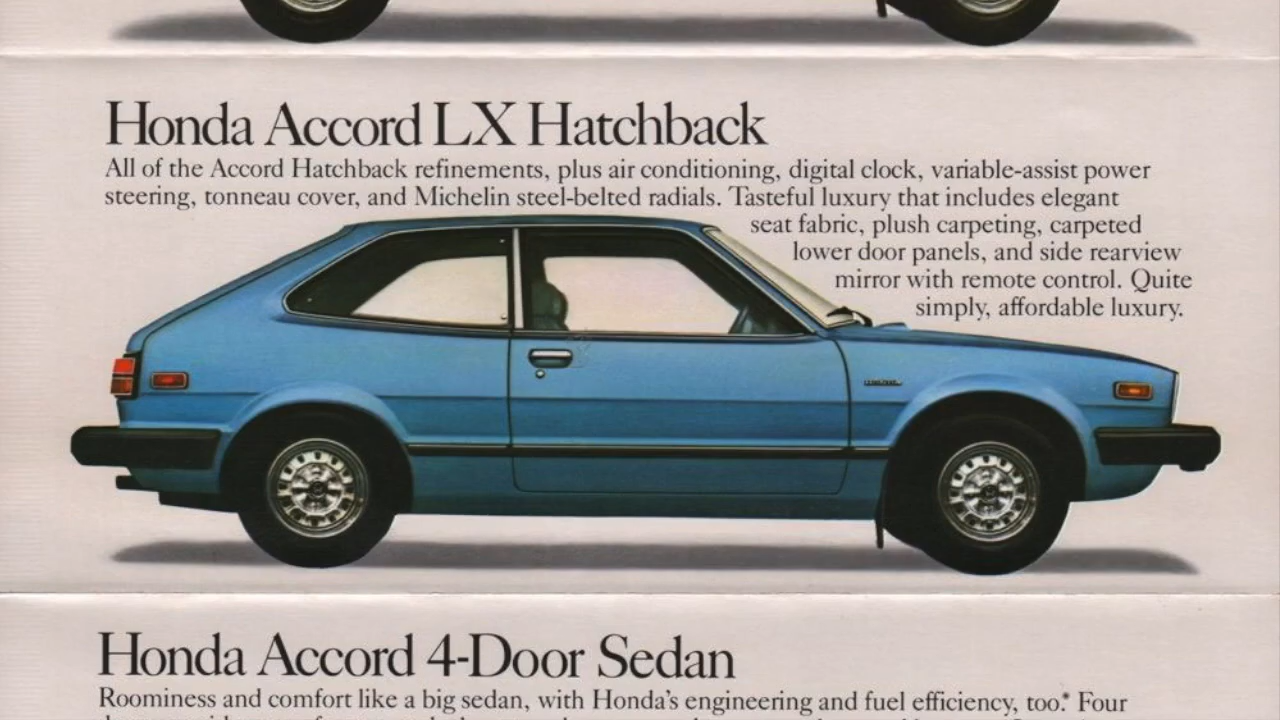 Honda Accord LX Hatchback
All of the Accord Hatchback refinements, plus air conditioning, digital clock, variable-assist power
steering, tonneau cover, and Michelin steel-belted radials. Tasteful luxury that includes elegant
seat fabric, plush carpeting, carpeted
lower door panels, and side rearview
mirror with remote control. Quite
simply, affordable luxury.
Honda Accord 4-Door Sedan
Roominess and comfort like a big sedan, with Honda's engineering and fuel efficiency, too.* Four